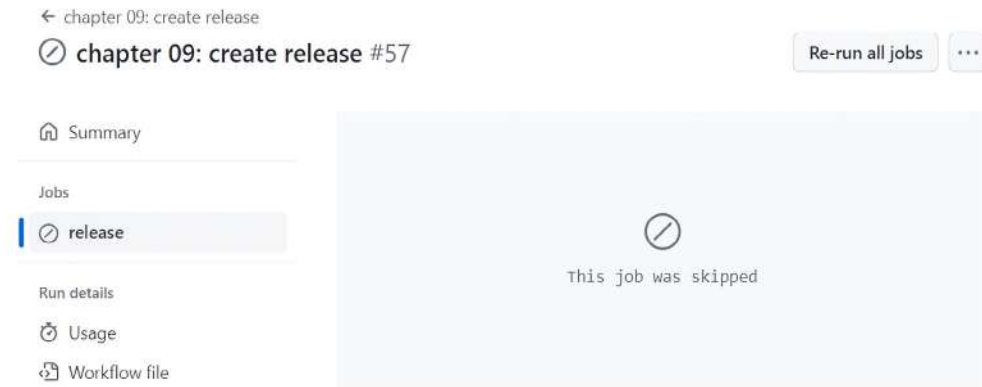 ← chapter 09: create release
chapter 09: create release #57
Re-run all jobs
...
Summary
Jobs
release
This job was skipped
Run details
Usage
Workflow file